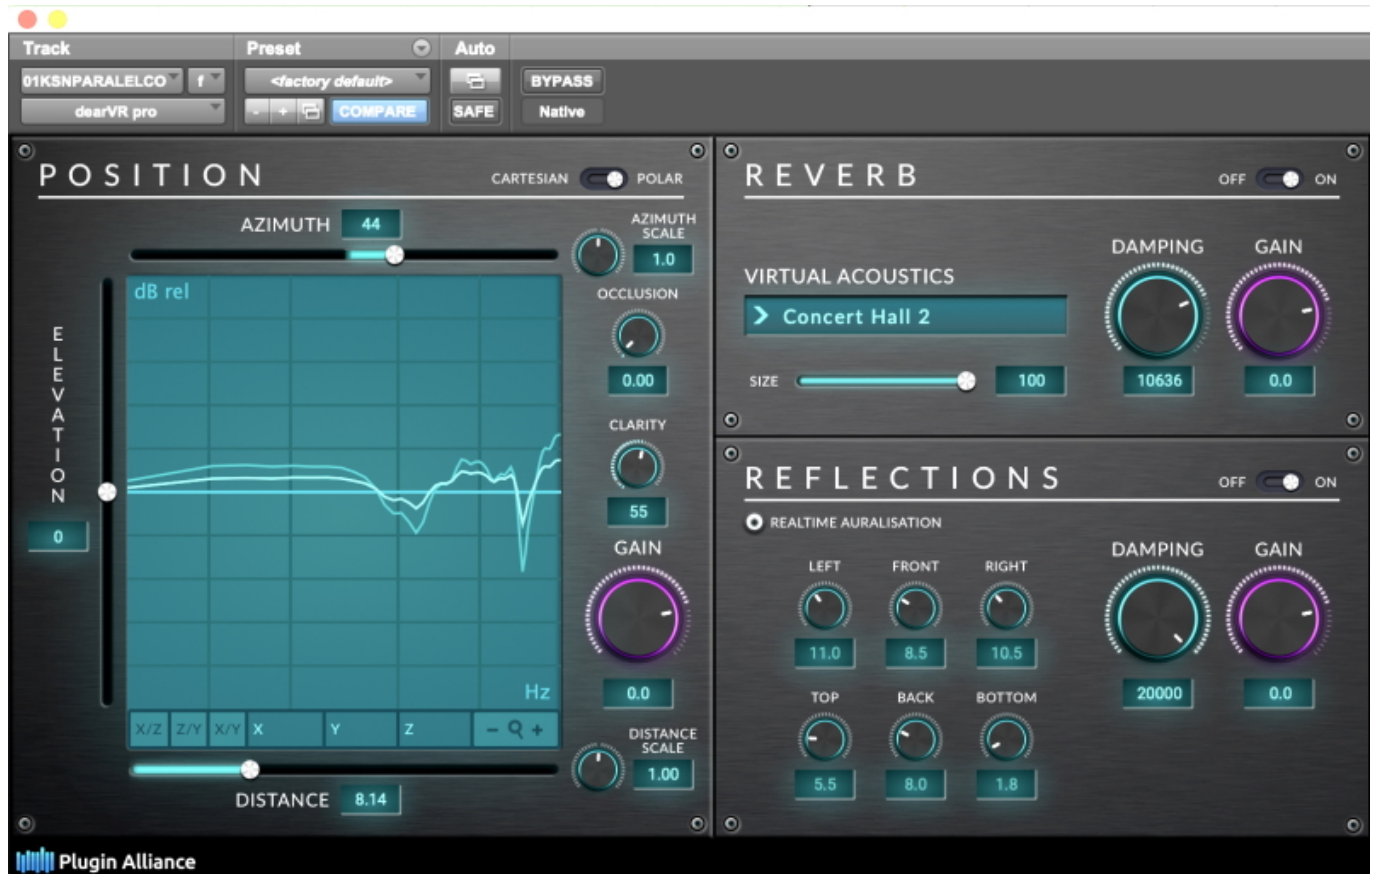 Track
Preset
Auto
01KSNPARALELCO
f
<factory default>
BYPASS
dearVR pro
- +
COMPARE
SAFE
Native
POSITION
CARTESIAN
POLAR
AZIMUTH
44
AZIMUTH
SCALE
1.0
ELEVATION
0
dB rel
Hz
X/Z
Z/Y
X/Y
X
Y
Z
- +
OCCLUSION
0.00
CLARITY
55
GAIN
0.0
DISTANCE
SCALE
1.00
DISTANCE
8.14
REVERB
OFF
ON
VIRTUAL ACOUSTICS
Concert Hall 2
SIZE
100
DAMPING
10636
GAIN
0.0
REFLECTIONS
OFF
ON
REALTIME AURALISATION
LEFT
FRONT
RIGHT
11.0
8.5
10.5
TOP
BACK
BOTTOM
5.5
8.0
1.8
DAMPING
20000
GAIN
0.0
Plugin Alliance